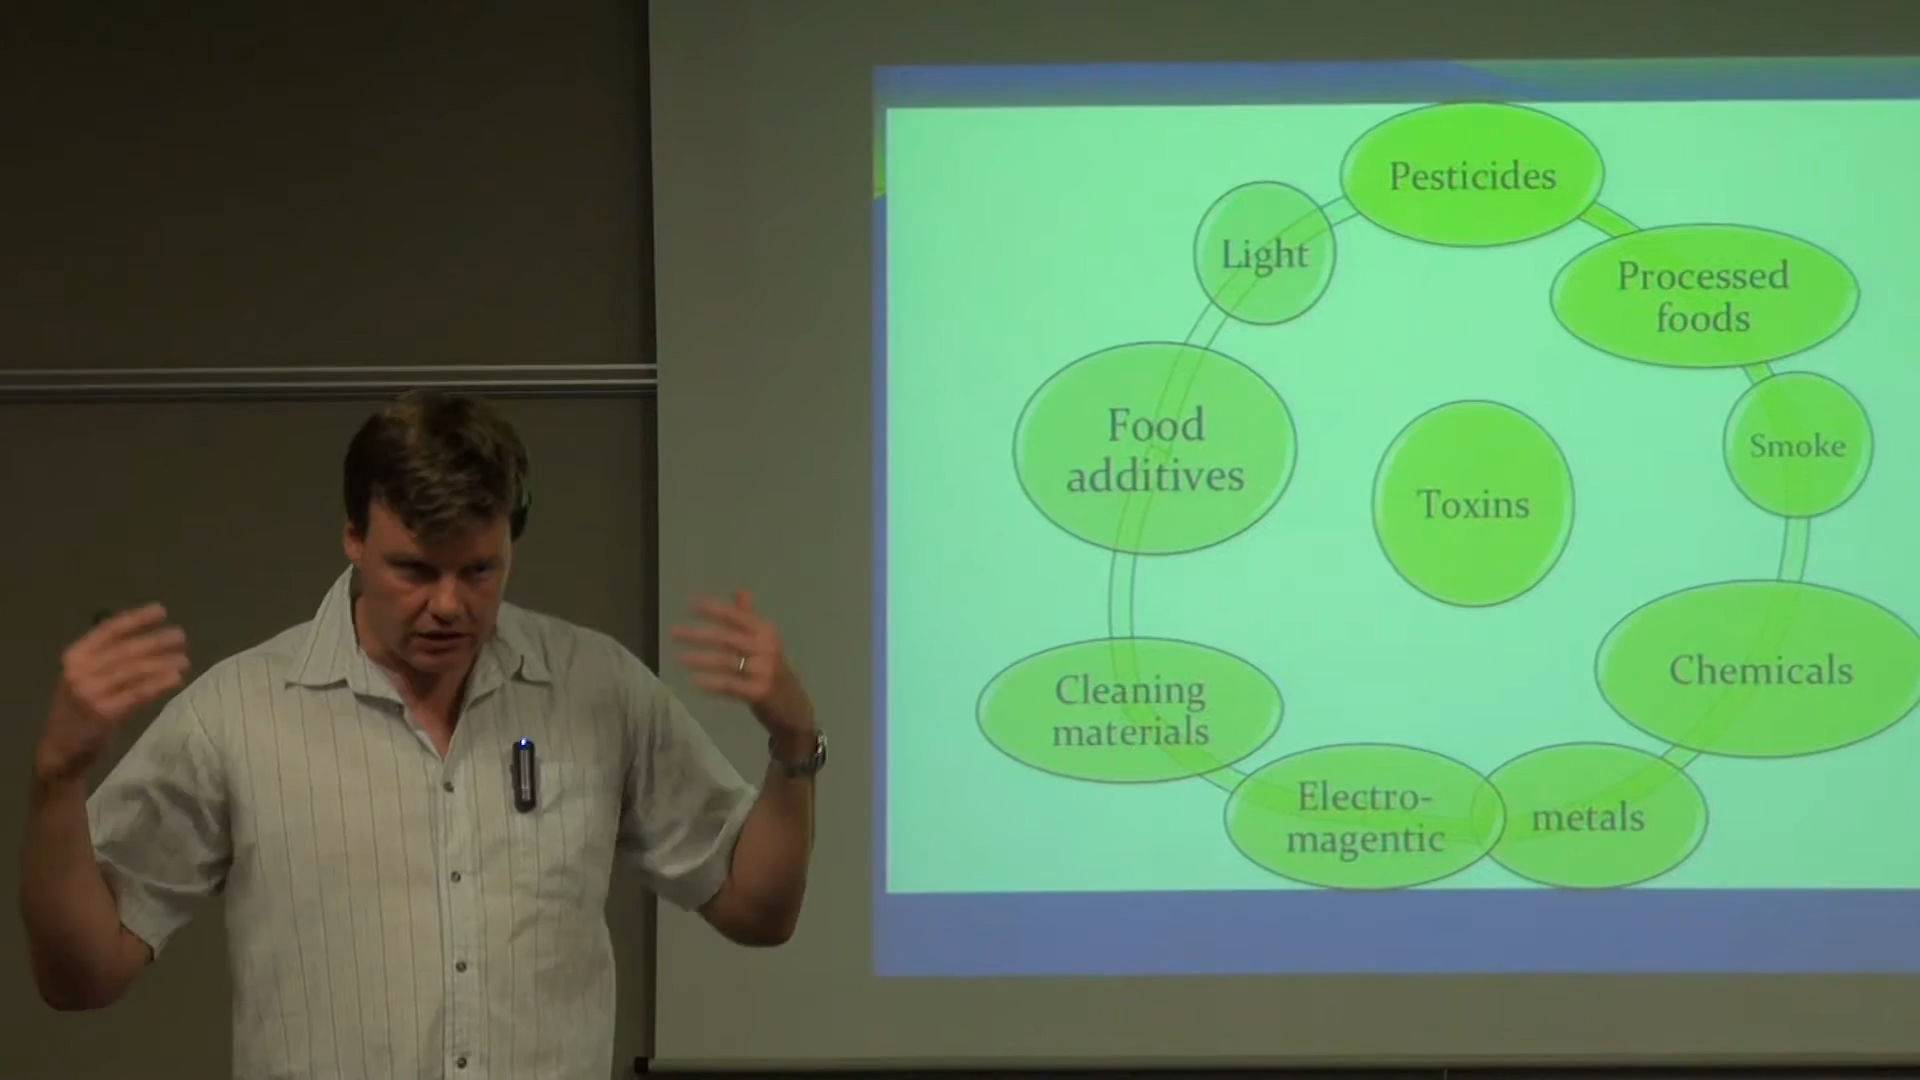 Pesticides
Light
Processed
foods
Food
additives
Smoke
Toxins
Chemicals
Cleaning
materials
Electro-
magentic
metals